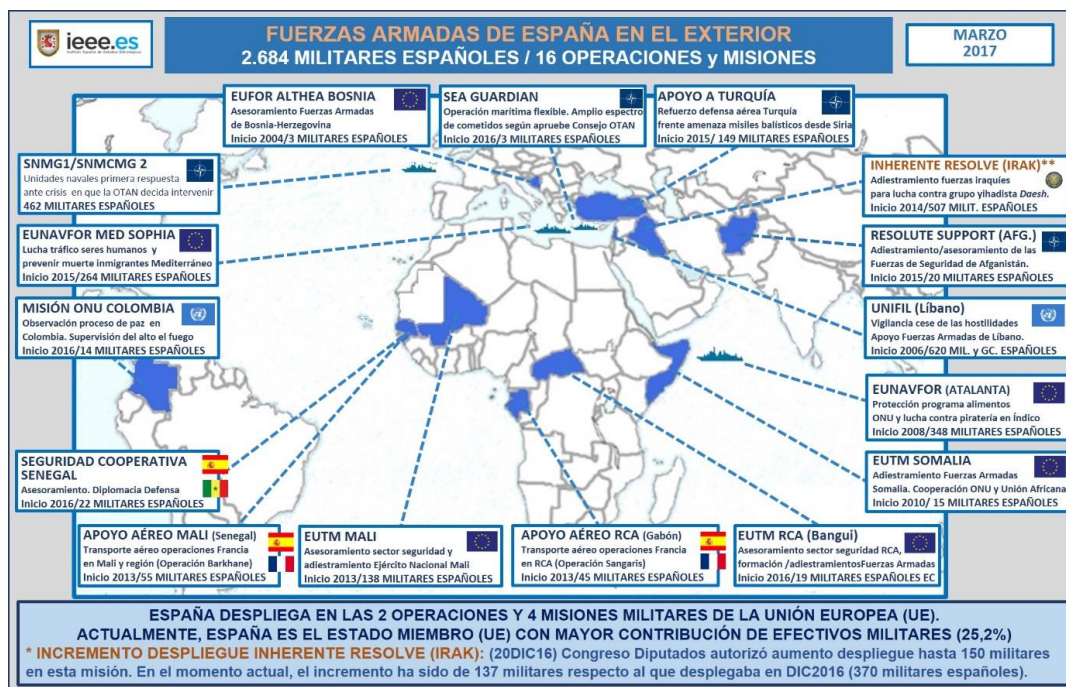 ieee.es
Instituto Español de Estudios Estratégicos
FUERZAS ARMADAS DE ESPAÑA EN EL EXTERIOR
2.684 MILITARES ESPAÑOLES / 16 OPERACIONES y MISIONES
MARZO
2017
EUFOR ALTHEA BOSNIA
Asesoramiento Fuerzas Armadas
de Bosnia-Herzegovina
Inicio 2004/3 MILITARES ESPAÑOLES
SEA GUARDIAN
Operación marítima flexible. Amplio espectro
de cometidos según apruebe Consejo OTAN
Inicio 2016/3 MILITARES ESPAÑOLES
APOYO A TURQUÍA
Refuerzo defensa aérea Turquía
frente amenaza misiles balísticos desde Siria
Inicio 2015/ 149 MILITARES ESPAÑOLES
SNMG1/SNMCMG 2
Unidades navales primera respuesta
ante crisis en que la OTAN decida intervenir
462 MILITARES ESPAÑOLES
INHERENTE RESOLVE (IRAK)**
Adiestramiento fuerzas iraquíes
para lucha contra grupo yihadista Daesh.
Inicio 2014/507 MILIT. ESPAÑOLES
EUNAVFOR MED SOPHIA
Lucha tráfico seres humanos y
prevenir muerte inmigrantes Mediterráneo
Inicio 2015/264 MILITARES ESPAÑOLES
RESOLUTE SUPPORT (AFG.)
Adiestramiento/asesoramiento de las
Fuerzas de Seguridad de Afganistán.
Inicio 2015/20 MILITARES ESPAÑOLES
MISIÓN ONU COLOMBIA
Observación proceso de paz en
Colombia. Supervisión del alto el fuego
Inicio 2016/14 MILITARES ESPAÑOLES
UNIFIL (Líbano)
Vigilancia cese de las hostilidades
Apoyo Fuerzas Armadas de Líbano.
Inicio 2006/620 MIL. y GC. ESPAÑOLES
EUNAVFOR (ATALANTA)
Protección programa alimentos
ONU y lucha contra piratería en Índico
Inicio 2008/348 MILITARES ESPAÑOLES
SEGURIDAD COOPERATIVA
SENEGAL
Asesoramiento. Diplomacia Defensa
Inicio 2016/22 MILITARES ESPAÑOLES
EUTM SOMALIA
Adiestramiento Fuerzas Armadas
Somalia. Cooperación ONU y Unión Africana
Inicio 2010/ 15 MILITARES ESPAÑOLES
APOYO AÉREO MALI (Senegal)
Transporte aéreo operaciones Francia
en Mali y región (Operación Barkhane)
Inicio 2013/55 MILITARES ESPAÑOLES
EUTM MALI
Asesoramiento sector seguridad y
adiestramiento Ejército Nacional Mali
Inicio 2013/138 MILITARES ESPAÑOLES
APOYO AÉREO RCA (Gabón)
Transporte aéreo operaciones Francia
en RCA (Operación Sangaris)
Inicio 2013/45 MILITARES ESPAÑOLES
EUTM RCA (Bangui)
Asesoramiento sector seguridad RCA,
formación /adiestramientosFuerzas Armadas
Inicio 2016/19 MILITARES ESPAÑOLES EC
ESPAÑA DESPLIEGA EN LAS 2 OPERACIONES Y 4 MISIONES MILITARES DE LA UNIÓN EUROPEA (UE).
ACTUALMENTE, ESPAÑA ES EL ESTADO MIEMBRO (UE) CON MAYOR CONTRIBUCIÓN DE EFECTIVOS MILITARES (25,2%)
* INCREMENTO DESPLIEGUE INHERENTE RESOLVE (IRAK): (20DIC16) Congreso Diputados autorizó aumento despliegue hasta 150 militares
en esta misión. En el momento actual, el incremento ha sido de 137 militares respecto al que desplegaba en DIC2016 (370 militares españoles).